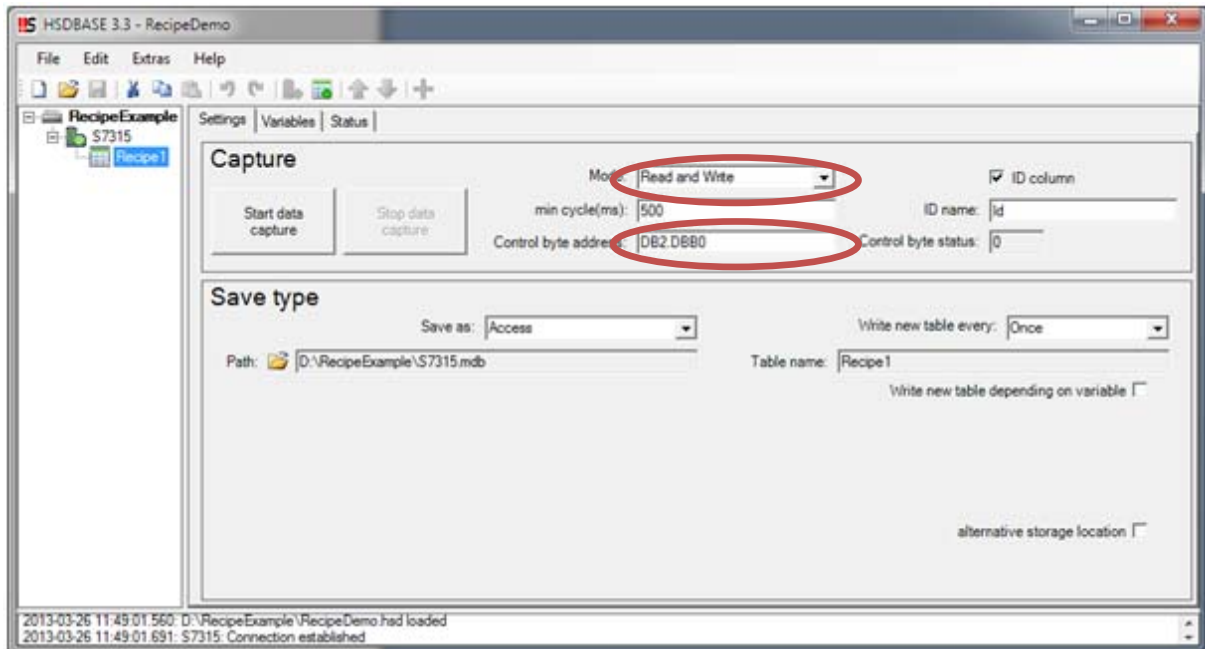 HSDBASE 3.3 - RecipeDemo
File Edit Extras Help
RecipeExample
S7315
Recipe1
Settings Variables Status
Capture
Mode: Read and Write
ID column
Start data capture
Stop data capture
min cycle(ms): 500
ID name: Id
Control byte address: DB2.DBB0
Control byte status: 0
Save type
Save as: Access
Write new table every: Once
Path: D:\RecipeExample\S7315.mdb
Table name: Recipe1
Write new table depending on variable
alternative storage location
2013-03-26 11:49:01.560: D:\RecipeExample\RecipeDemo.hsd loaded
2013-03-26 11:49:01.691: S7315: Connection established